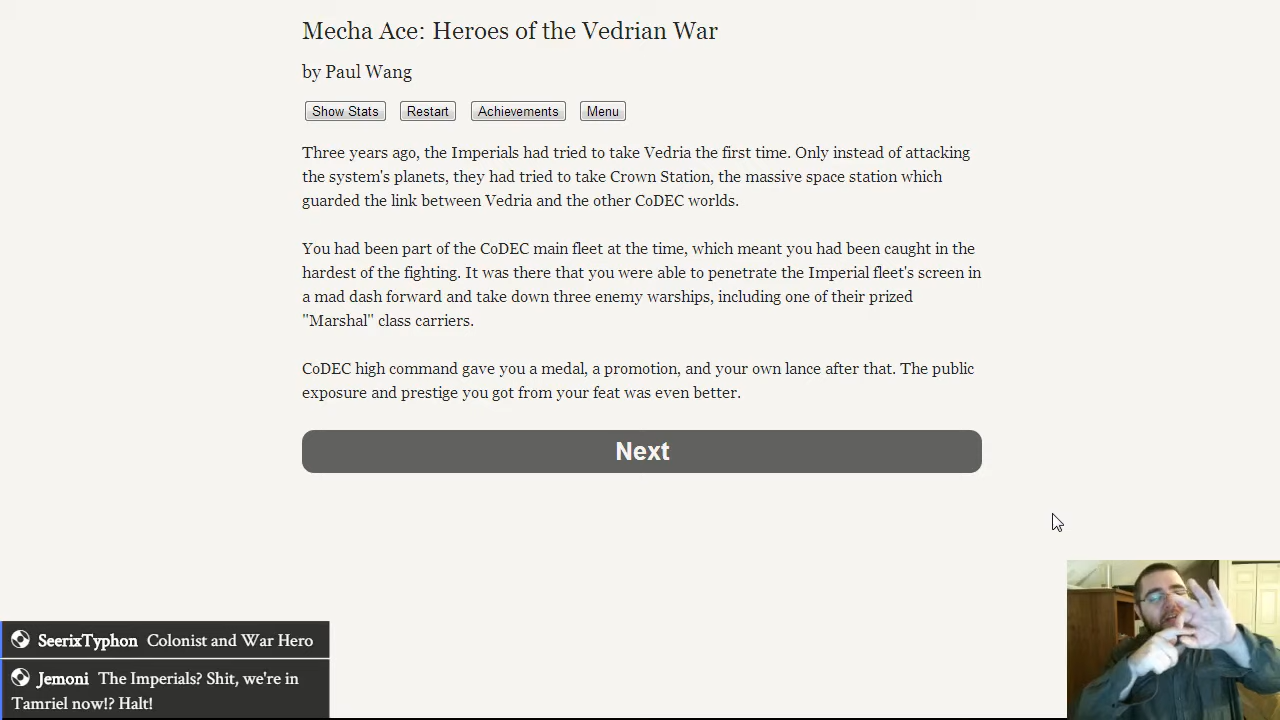 Mecha Ace: Heroes of the Vedrian War
by Paul Wang
Show Stats Restart Achievements Menu
Three years ago, the Imperials had tried to take Vedria the first time. Only instead of attacking
the system's planets, they had tried to take Crown Station, the massive space station which
guarded the link between Vedria and the other CoDEC worlds.
You had been part of the CoDEC main fleet at the time, which meant you had been caught in the
hardest of the fighting. It was there that you were able to penetrate the Imperial fleet's screen in
a mad dash forward and take down three enemy warships, including one of their prized
"Marshal" class carriers.
CoDEC high command gave you a medal, a promotion, and your own lance after that. The public
exposure and prestige you got from your feat was even better.
Next
SeerixTyphon Colonist and War Hero
Jemoni The Imperials? Shit, we're in
Tamriel now!? Halt!